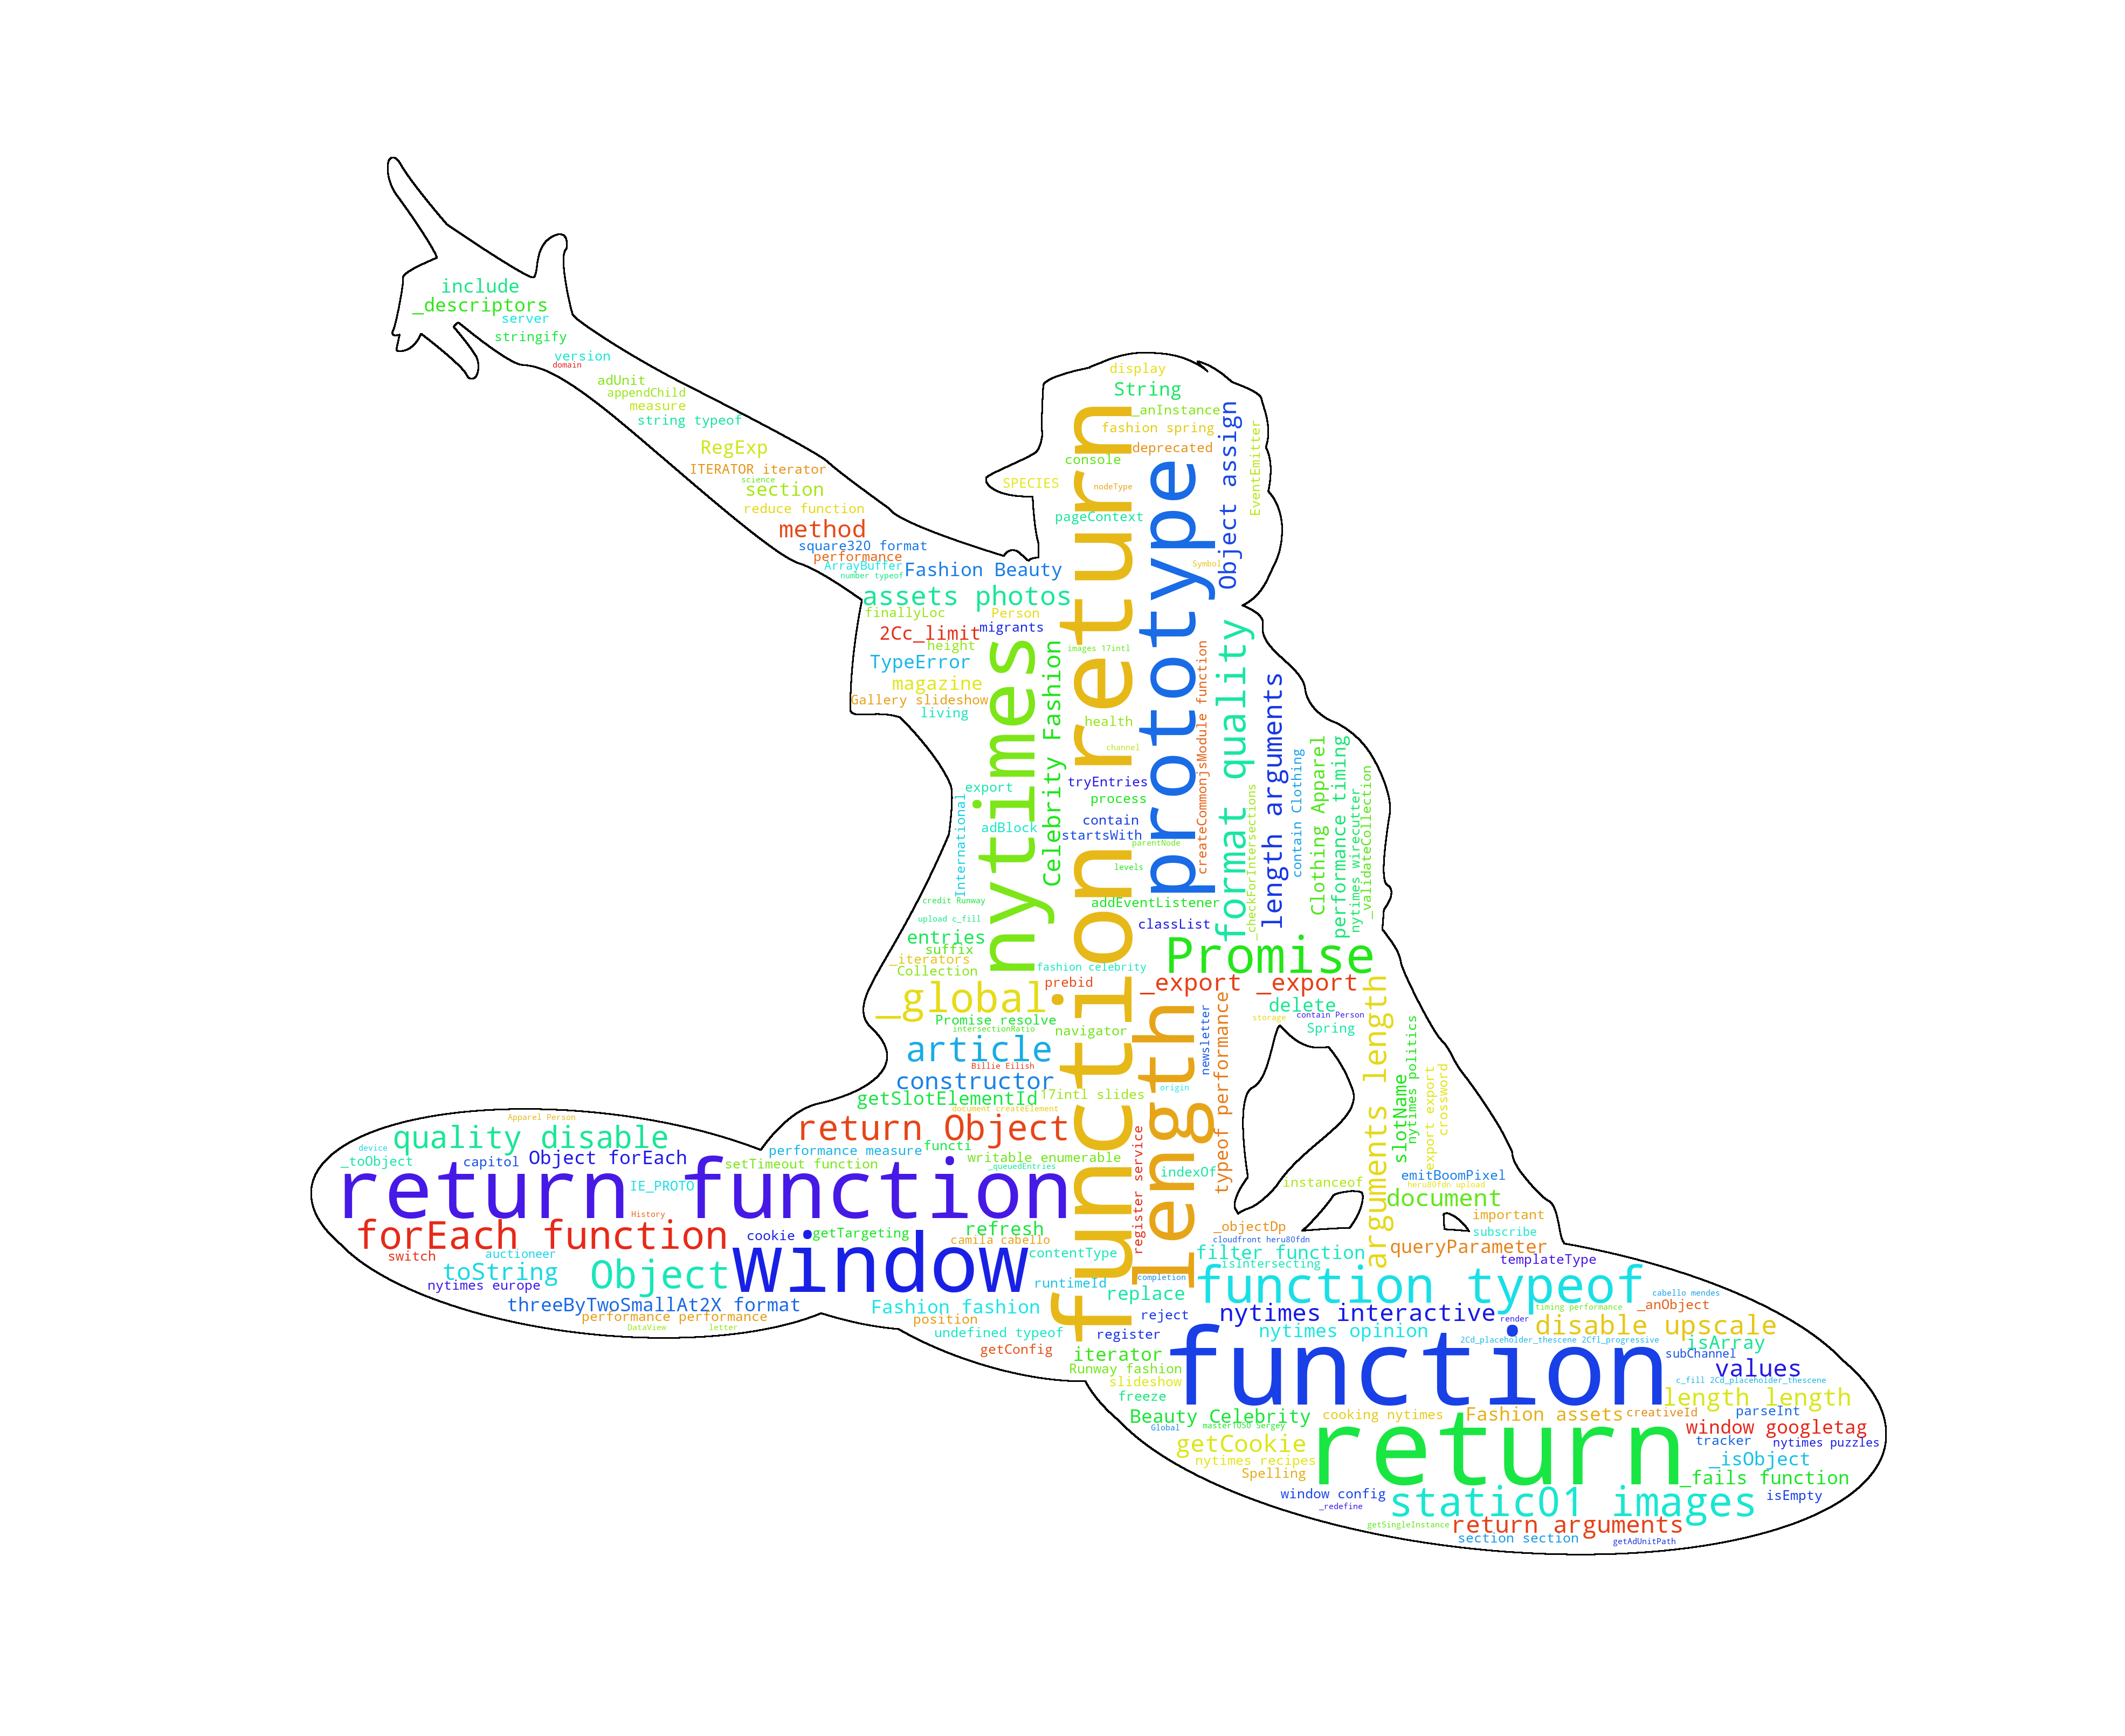 include
_descriptors
server
stringify
version
domain
adUnit
appendChild
measure
string typeof
RegExp
ITERATOR iterator
science
section
reduce function
method
square320 format
performance
ArrayBuffer
number typeof
Fashion Beauty
assets photos
finallyLoc
Person
2Cc_limit
migrants
height
TypeError
magazine
Gallery slideshow
living
display
String
_anInstance
fashion spring
deprecated
console
SPECIES
nodeType
pageContext
Symbol
Object assign
EventEmitter
function return
prototype
nytimes
Celebrity Fashion
images 17intl
health
channel
tryEntries
process
contain
startsWith
parentNode
levels
createCommonjsModule function
format quality
_checkForIntersections
length arguments
contain Clothing
Clothing Apparel
performance timing
nytimes wirecutter
_validateCollection
export
adBlock
International
credit Runway
upload c_fill
addEventListener
classList
entries
suffix
_iterators
Collection
fashion celebrity
prebid
Promise
_export _export
_global
Promise resolve
intersectionRatio
navigator
delete
storage
contain Person
Spring
article
Billie Eilish
constructor
getSlotElementId
17intl slides
document createElement
length
origin
newsletter
typeof performance
register service
arguments length
slotName
nytimes politics
export export
crossword
return Object
performance measure
functi
setTimeout function
writable enumerable
_queuedEntries
indexOf
instanceof
emitBoomPixel
heru80fdn upload
document
important
subscribe
Apparel Person
quality disable
device
_toObject
capitol
Object forEach
return function
IE_PROTO
History
forEach function
cookie
getTargeting
refresh
camila cabello
contentType
switch
auctioneer
toString
Object
window
nytimes europe
threeByTwoSmallAt2X format
performance performance
DataView
letter
Fashion fashion
position
undefined typeof
getConfig
runtimeId
completion
replace
reject
register
iterator
Runway fashion
slideshow
freeze
_objectDp
cloudfront heru80fdn
filter function
isIntersecting
queryParameter
templateType
function typeof
cabello mendes
nytimes interactive
render
timing performance
_anObject
nytimes opinion
disable upscale
2Cd_placeholder_thescene 2Cfl_progressive
isArray
subChannel
function
values
c_fill 2Cd_placeholder_thescene
length length
Beauty Celebrity
Global
masterTOSO Sergey
cooking nytimes
Fashion assets
creativeId
parseInt
getCookie
return
window googletag
tracker
nytimes puzzles
nytimes recipes
Spelling
_isObject
_fails function
window config
_redefine
static01 images
isEmpty
getSingleInstance
return arguments
section section
getAdUnitPath